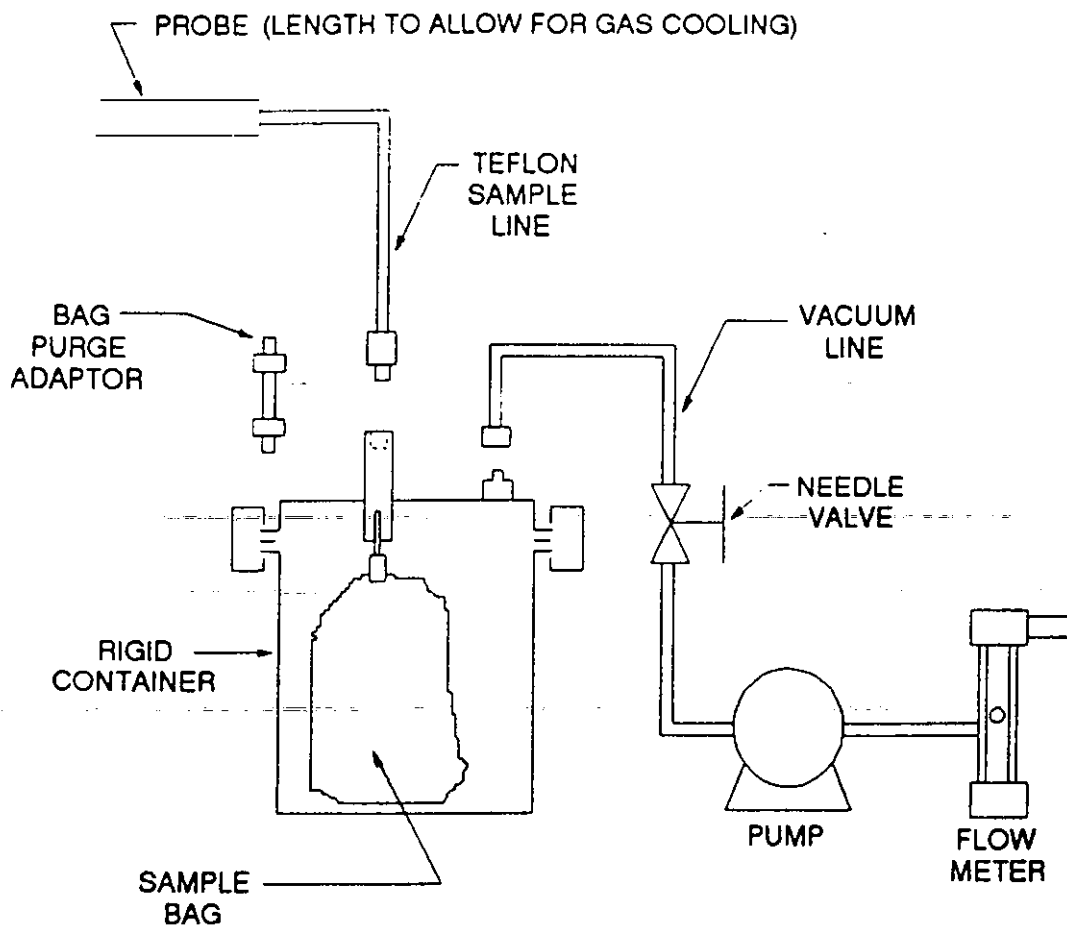 PROBE (LENGTH TO ALLOW FOR GAS COOLING)
TEFLON
SAMPLE
LINE
BAG
PURGE
ADAPTOR
VACUUM
LINE
NEEDLE
VALVE
RIGID
CONTAINER
PUMP
FLOW
METER
SAMPLE
BAG